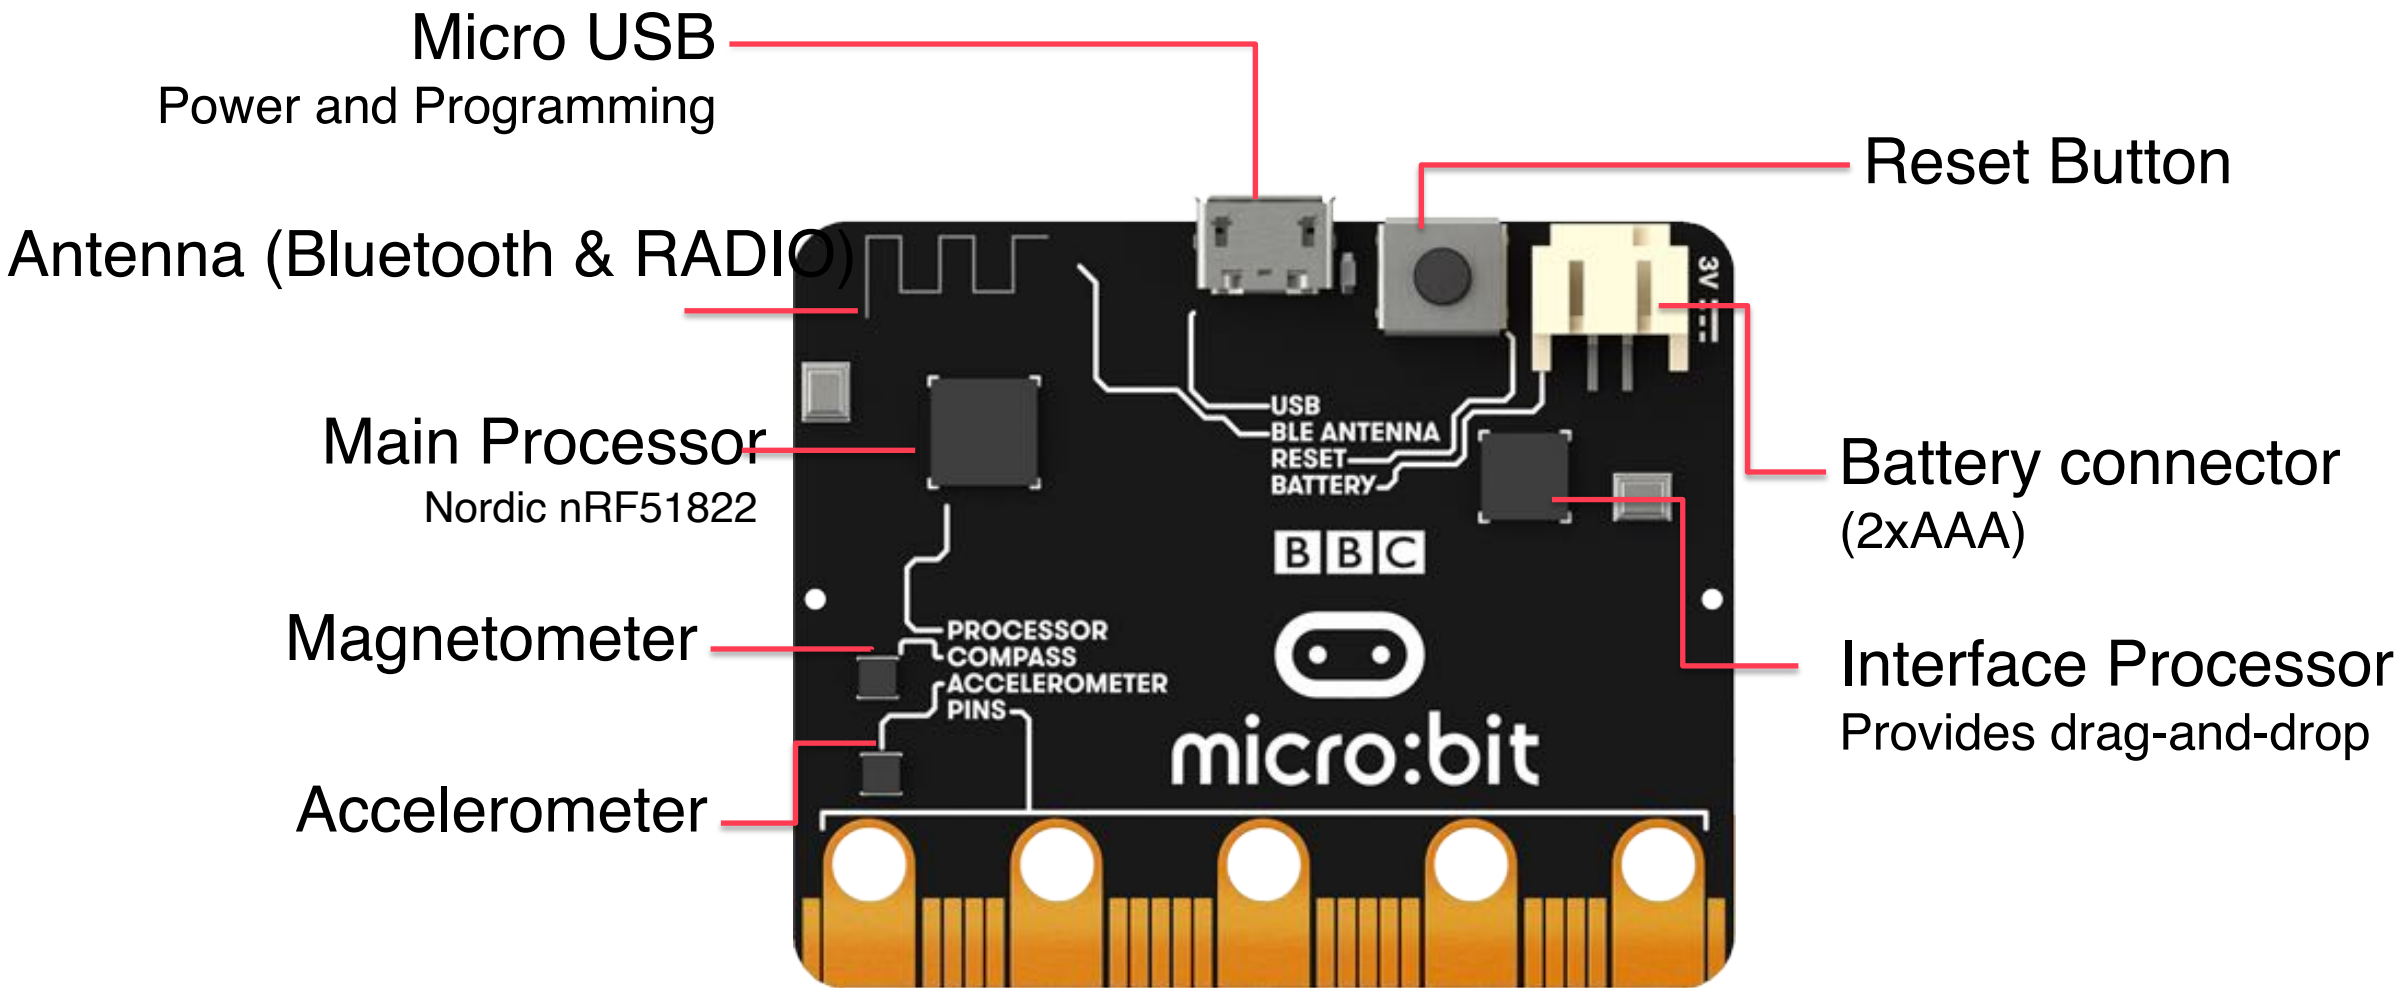 Micro USB
Power and Programming
Reset Button
Antenna (Bluetooth & RADIO)
3V
USB
BLE ANTENNA
RESET
BATTERY
Main Processor
Nordic nRF51822
Battery connector
(2xAAA)
BBC
Magnetometer
PROCESSOR
COMPASS
ACCELEROMETER
PINS
Interface Processor
Provides drag-and-drop
micro:bit
Accelerometer